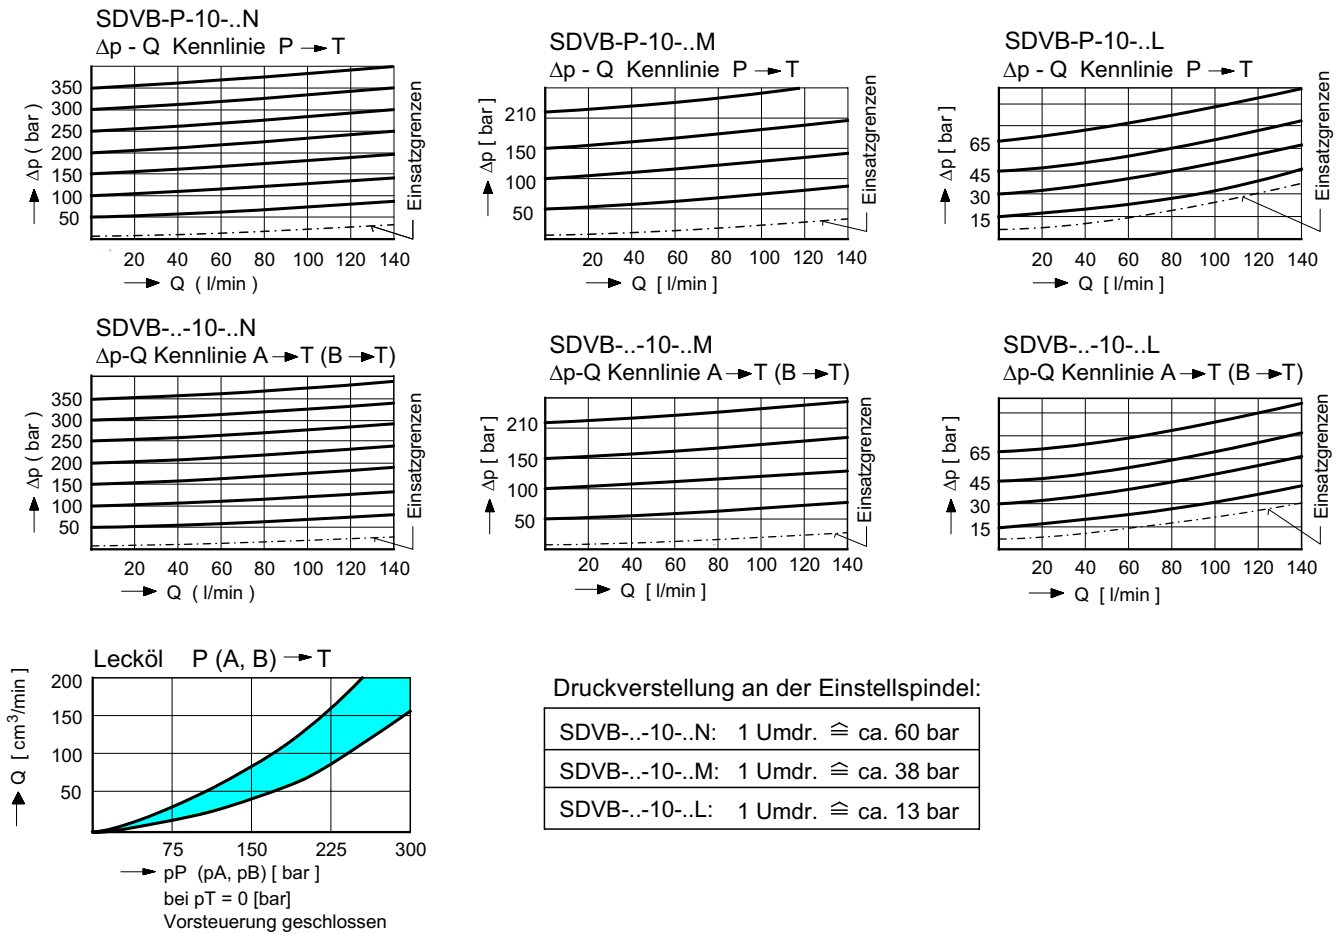 SDVB-P-10-..N
Δp - Q Kennlinie P → T
Δp ( bar )
350
300
250
200
150
100
50
20 40 60 80 100 120 140
→ Q ( l/min )
Einsatzgrenzen
SDVB-P-10-..M
Δp - Q Kennlinie P → T
Δp [ bar ]
210
150
100
50
20 40 60 80 100 120 140
→ Q [ l/min ]
Einsatzgrenzen
SDVB-P-10-..L
Δp - Q Kennlinie P → T
Δp [ bar ]
65
45
30
15
20 40 60 80 100 120 140
→ Q [ l/min ]
Einsatzgrenzen
SDVB-..-10-..N
Δp-Q Kennlinie A → T (B → T)
Δp ( bar )
350
300
250
200
150
100
50
20 40 60 80 100 120 140
→ Q ( l/min )
Einsatzgrenzen
SDVB-..-10-..M
Δp-Q Kennlinie A → T (B → T)
Δp [ bar ]
210
150
100
50
20 40 60 80 100 120 140
→ Q [ l/min ]
Einsatzgrenzen
SDVB-..-10-..L
Δp-Q Kennlinie A → T (B → T)
Δp [ bar ]
65
45
30
15
20 40 60 80 100 120 140
→ Q [ l/min ]
Einsatzgrenzen
Lecköl P (A, B) → T
Q [ cm³/min ]
200
150
100
50
75 150 225 300
→ pP (pA, pB) [ bar ]
bei pT = 0 [bar]
Vorsteuerung geschlossen
Druckverstellung an der Einstellspindel:
SDVB-..-10-..N: 1 Umdr. ≙ ca. 60 bar
SDVB-..-10-..M: 1 Umdr. ≙ ca. 38 bar
SDVB-..-10-..L: 1 Umdr. ≙ ca. 13 bar